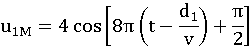 u₁M = 4 cos[8π(t − d₁/v) + π/2]